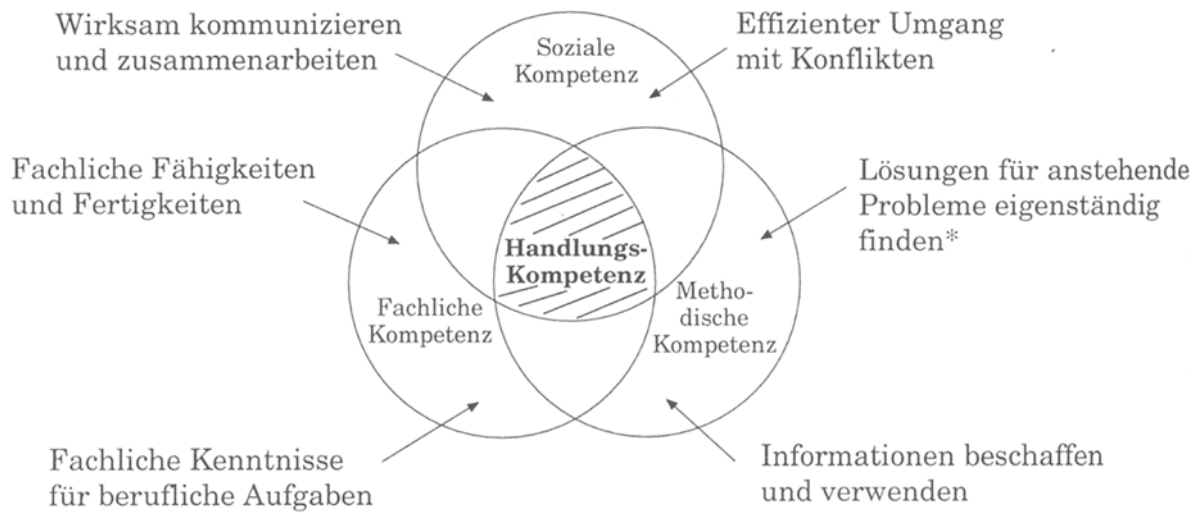 Wirksam kommunizieren
und zusammenarbeiten
Soziale
Kompetenz
Effizienter Umgang
mit Konflikten
Fachliche Fähigkeiten
und Fertigkeiten
Lösungen für anstehende
Probleme eigenständig
finden*
Handlungs-
Kompetenz
Fachliche
Kompetenz
Metho-
dische
Kompetenz
Fachliche Kenntnisse
für berufliche Aufgaben
Informationen beschaffen
und verwenden